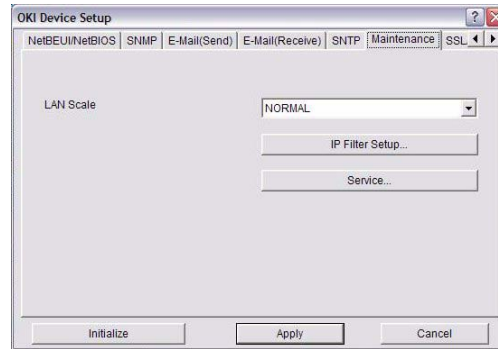 OKI Device Setup
NetBEUI/NetBIOS SNMP E-Mail(Send) E-Mail(Receive) SNTP Maintenance SSL
LAN Scale NORMAL
IP Filter Setup...
Service...
Initialize Apply Cancel